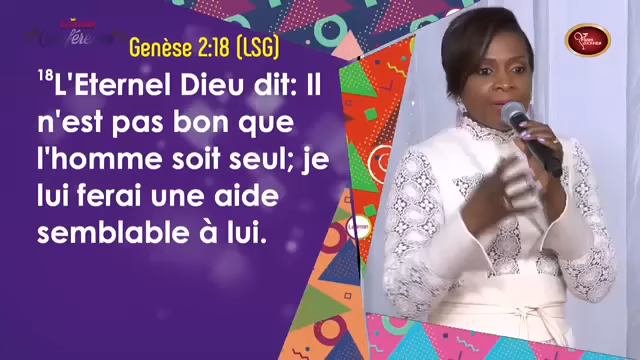 Conférence
Genèse 2:18 (LSG)
18L'Eternel Dieu dit: Il
n'est pas bon que
l'homme soit seul; je
lui ferai une aide
semblable à lui.